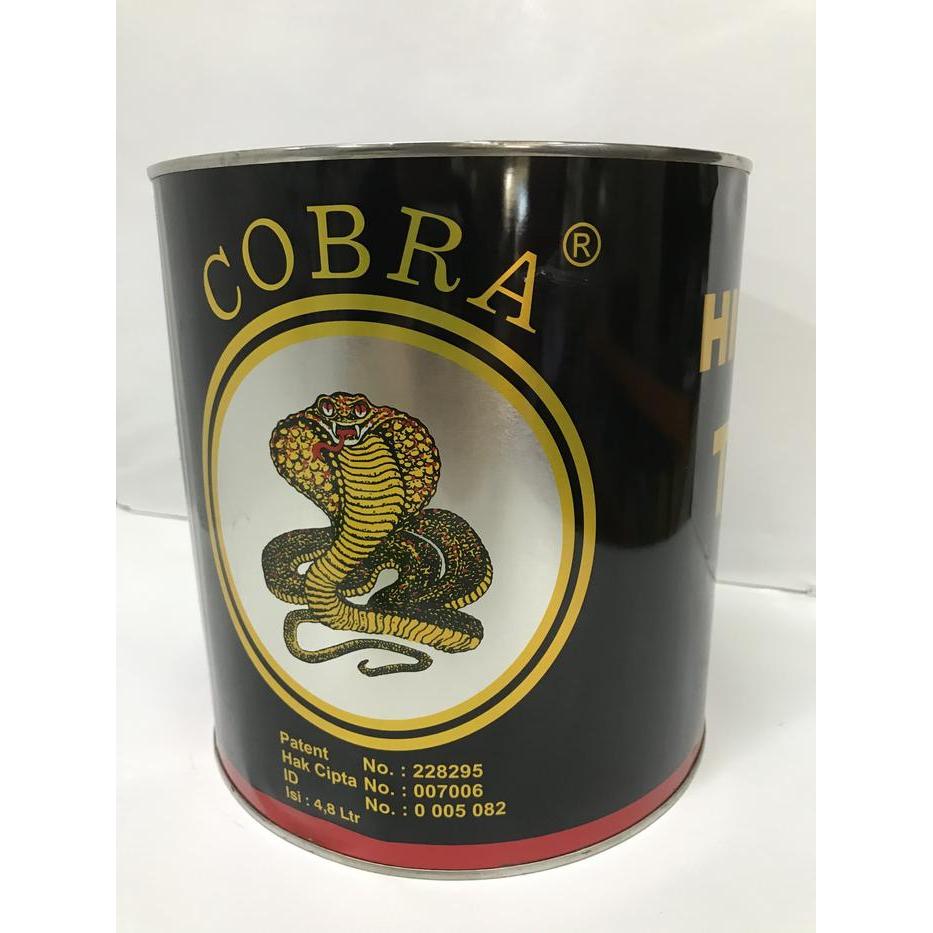 COBRA ®
Patent No. : 228295
Hak Cipta No. : 007006
ID No. : 0 005 082
Isi : 4,8 Ltr